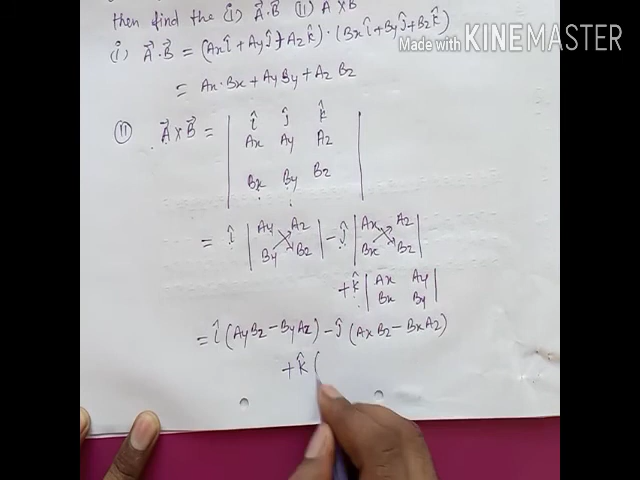 then find the (i) A⃗.B⃗ (ii) A⃗×B⃗
Made with KINEMASTER
(i) A⃗.B⃗ = (Axî+Ayĵ+Azk̂).(Bxî+Byĵ+Bzk̂)
= Ax.Bx+AyBy+AzBz
(ii) A⃗×B⃗ = | î ĵ k̂
Ax Ay Az
Bx By Bz |
= î |Ay Az - ĵ |Ax Az
By Bz| Bx Bz|
+k̂ |Ax Ay
Bx By|
= î(AyBz-ByAz)-ĵ(AxBz-BxAz)
+k̂(